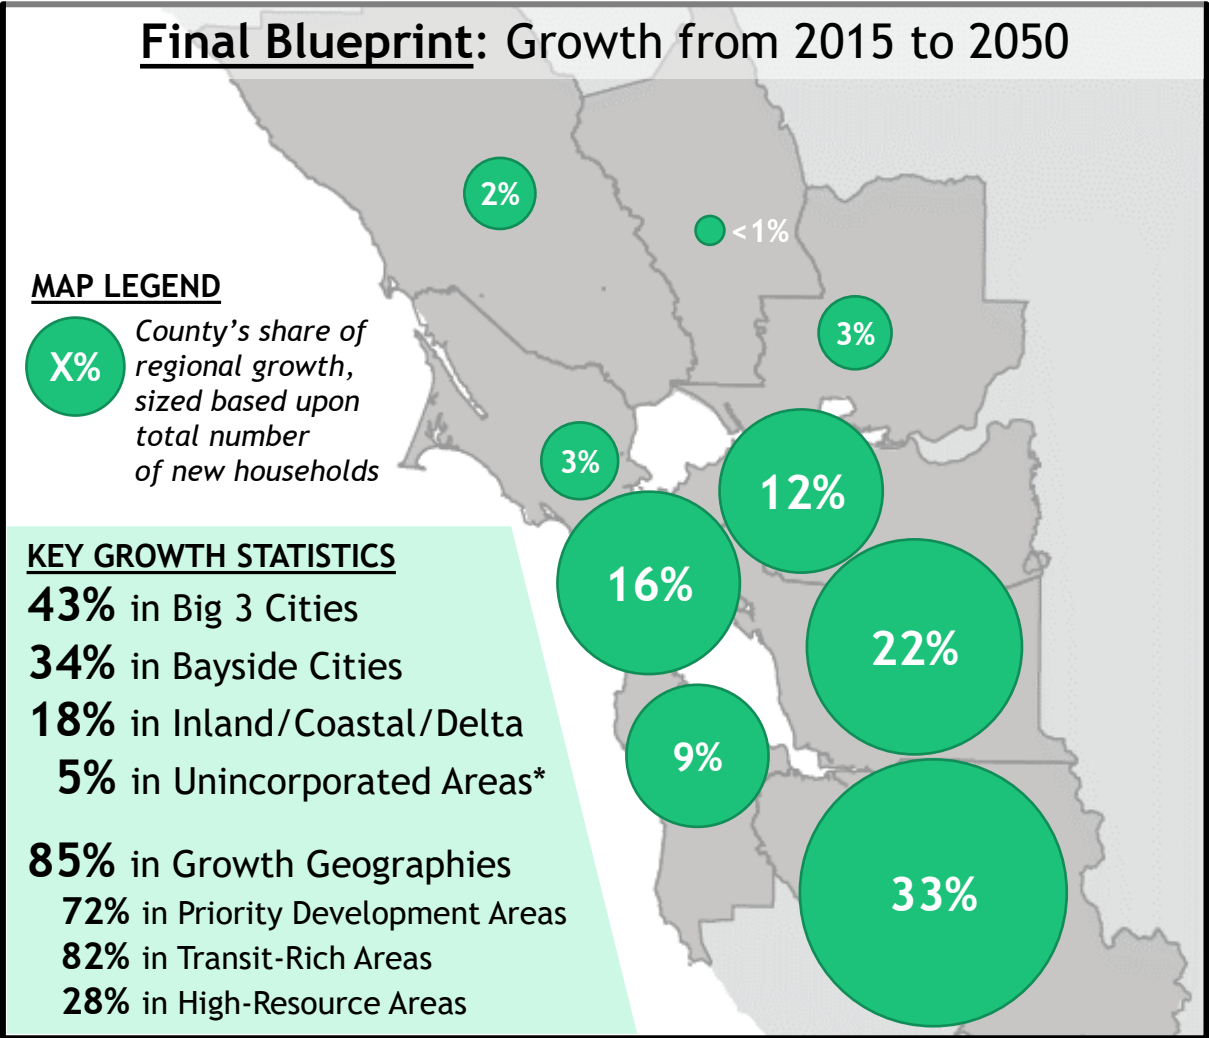 Final Blueprint: Growth from 2015 to 2050
2%
<1%
MAP LEGEND
X%
County’s share of
regional growth,
sized based upon
total number
of new households
3%
3%
12%
16%
22%
9%
33%
KEY GROWTH STATISTICS
43% in Big 3 Cities
34% in Bayside Cities
18% in Inland/Coastal/Delta
5% in Unincorporated Areas*
85% in Growth Geographies
72% in Priority Development Areas
82% in Transit-Rich Areas
28% in High-Resource Areas